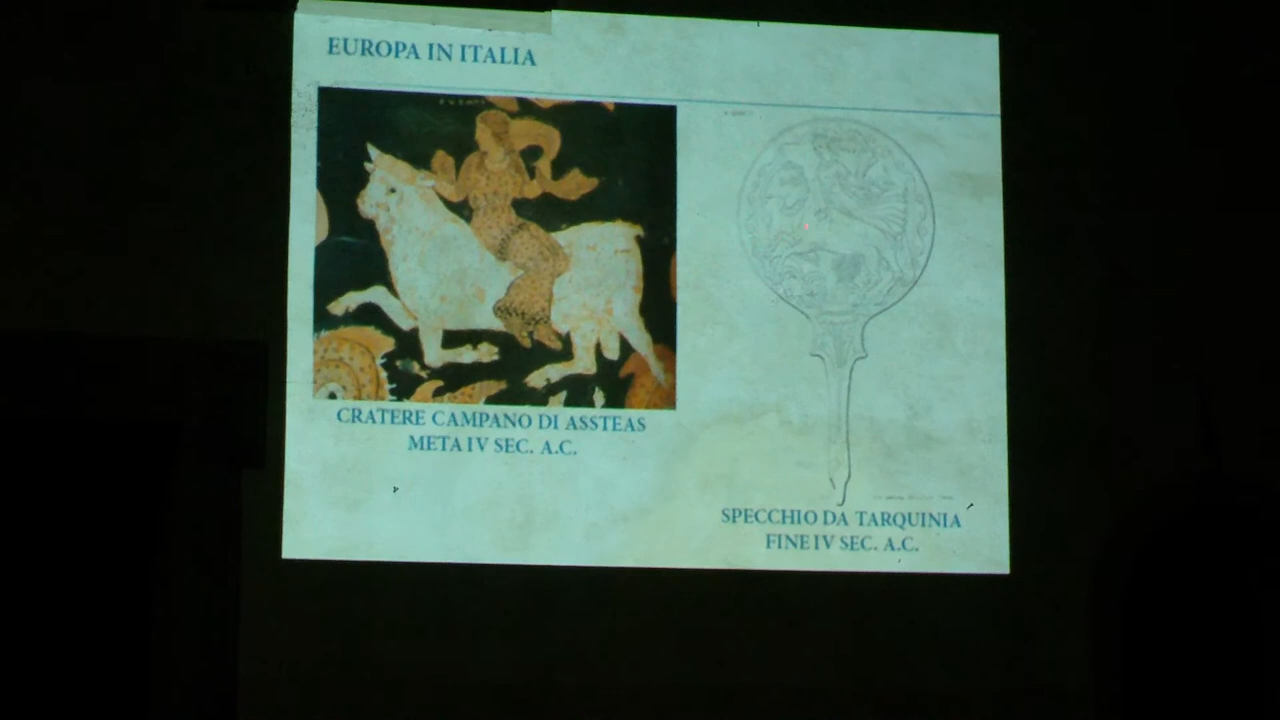 EUROPA IN ITALIA
CRATERE CAMPANO DI ASSTEAS
META IV SEC. A.C.
SPECCHIO DA TARQUINIA
FINE IV SEC. A.C.